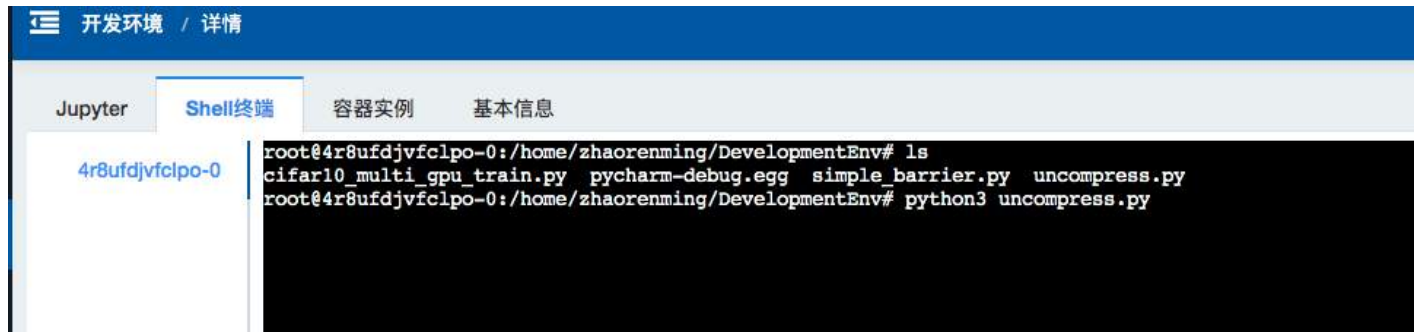 开发环境 / 详情
Jupyter Shell终端 容器实例 基本信息
4r8ufdjvfclpo-0
root@4r8ufdjvfclpo-0:/home/zhaorenming/DevelopmentEnv# ls
cifar10_multi_gpu_train.py pycharm-debug.egg simple_barrier.py uncompress.py
root@4r8ufdjvfclpo-0:/home/zhaorenming/DevelopmentEnv# python3 uncompress.py